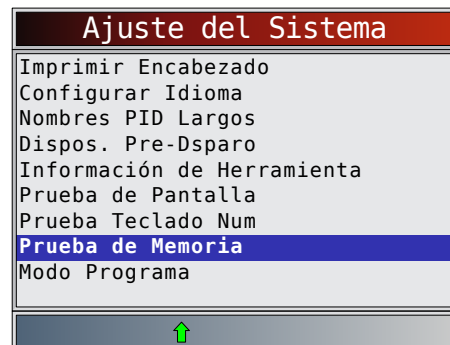 Ajuste del Sistema
Imprimir Encabezado
Configurar Idioma
Nombres PID Largos
Dispos. Pre-Dsparo
Información de Herramienta
Prueba de Pantalla
Prueba Teclado Num
Prueba de Memoria
Modo Programa